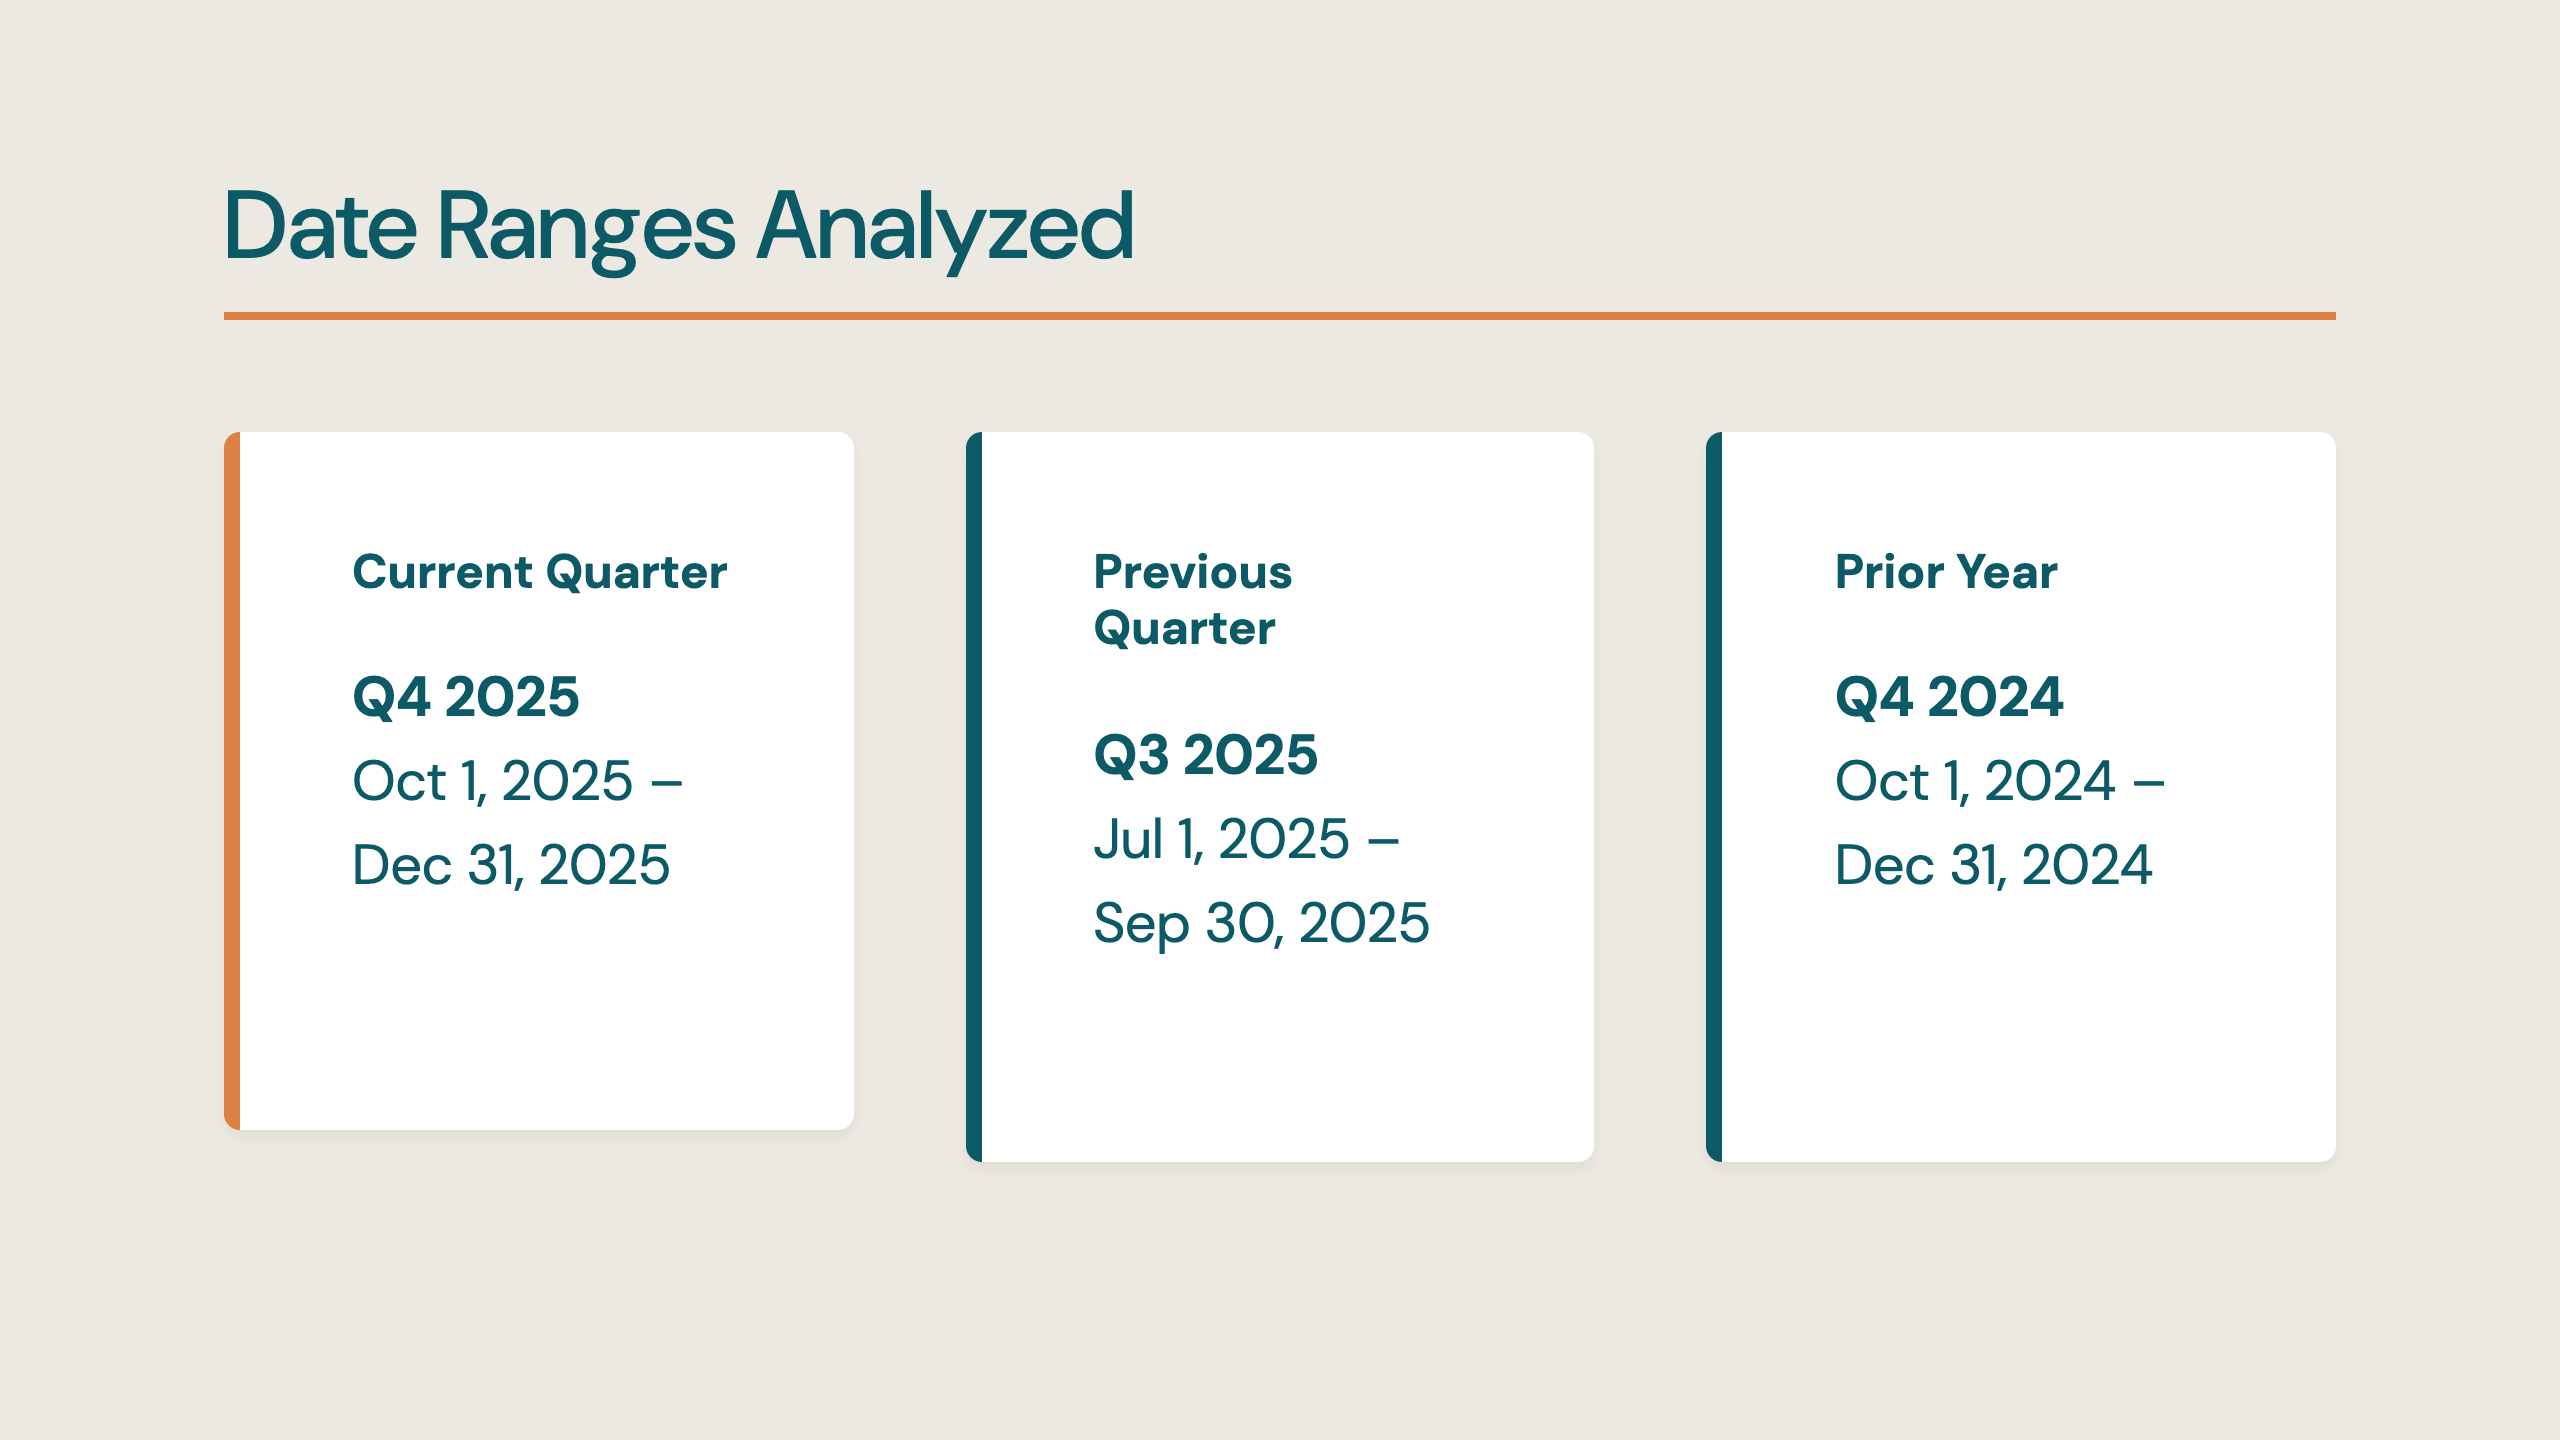 Date Ranges Analyzed
Current Quarter
Q4 2025
Oct 1, 2025 –
Dec 31, 2025
Previous
Quarter
Q3 2025
Jul 1, 2025 –
Sep 30, 2025
Prior Year
Q4 2024
Oct 1, 2024 –
Dec 31, 2024